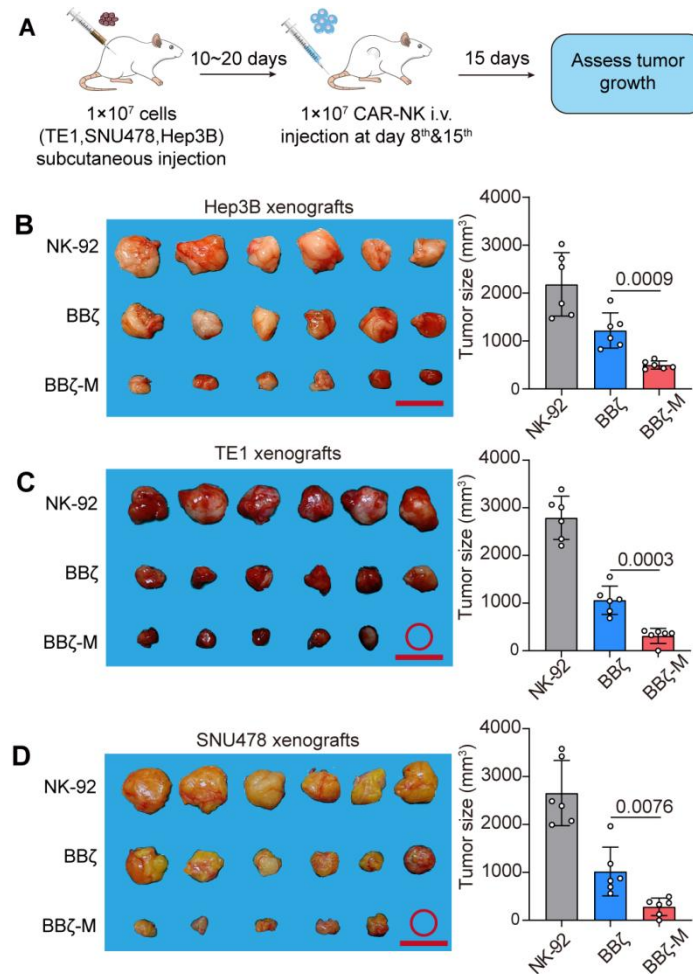 A
10~20 days
15 days
Assess tumor
growth
1×10⁷ cells
(TE1,SNU478,Hep3B)
subcutaneous injection
1×10⁷ CAR-NK i.v.
injection at day 8ᵗʰ&15ᵗʰ
B
Hep3B xenografts
NK-92
BBζ
BBζ-M
Tumor size (mm³)
4000
3000
2000
1000
0
0.0009
NK-92
BBζ
BBζ-M
C
TE1 xenografts
NK-92
BBζ
BBζ-M
Tumor size (mm³)
4000
3000
2000
1000
0
0.0003
NK-92
BBζ
BBζ-M
D
SNU478 xenografts
NK-92
BBζ
BBζ-M
Tumor size (mm³)
4000
3000
2000
1000
0
0.0076
NK-92
BBζ
BBζ-M